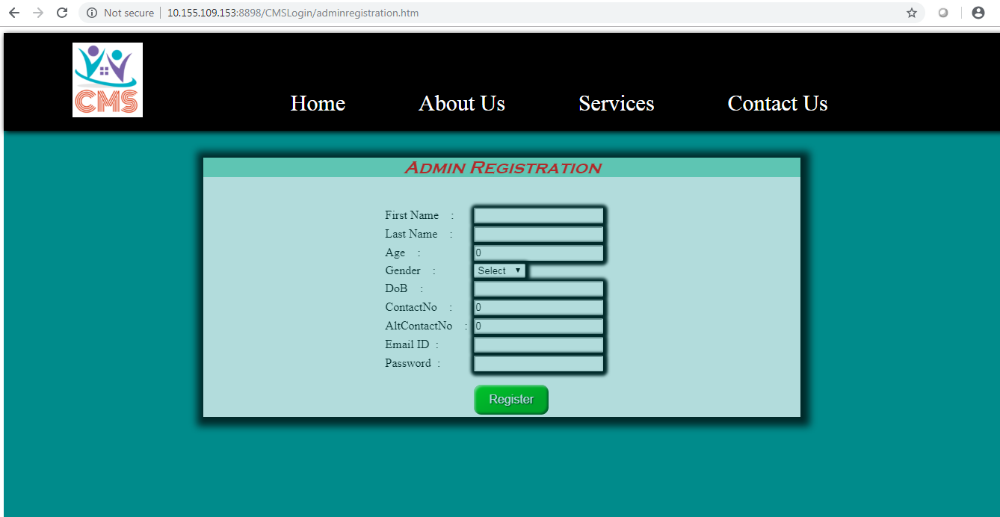 Not secure | 10.155.109.153:8898/CMSLogin/adminregistration.htm
CMS
Home About Us Services Contact Us
Admin Registration
First Name :
Last Name :
Age : 0
Gender : Select
DoB :
ContactNo : 0
AltContactNo : 0
Email ID :
Password :
Register